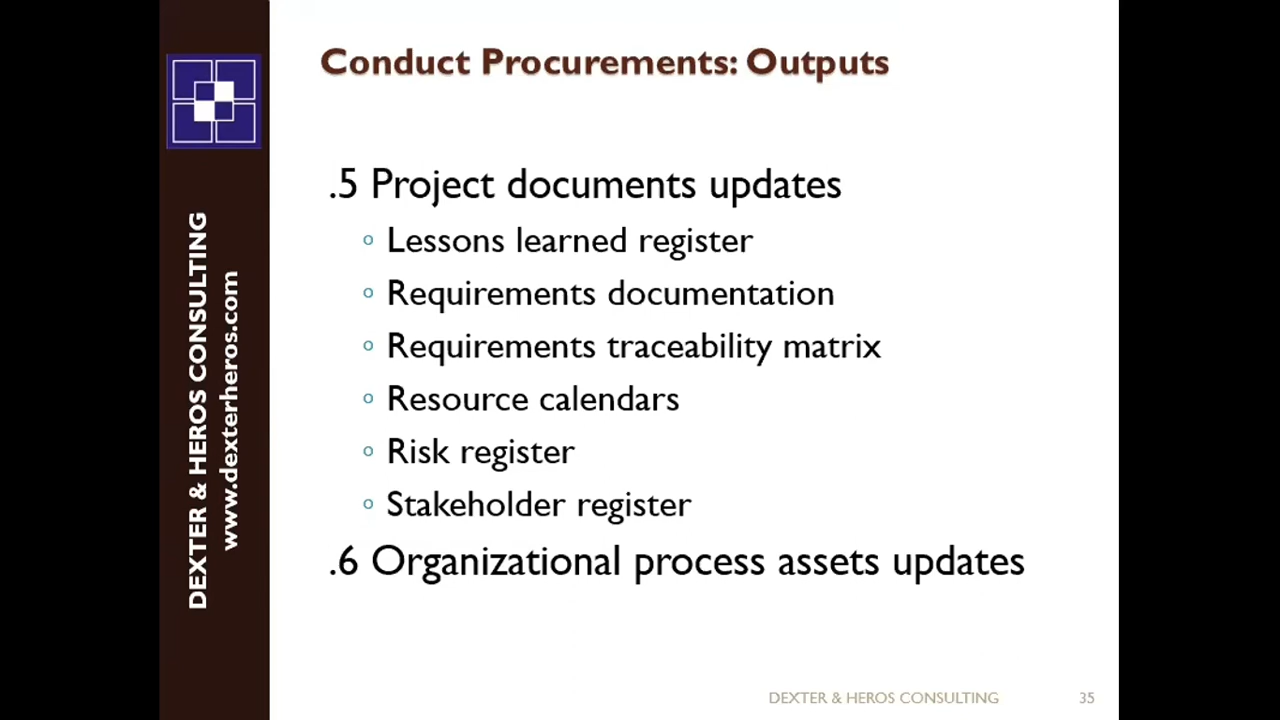 Conduct Procurements: Outputs
DEXTER & HEROS CONSULTING
www.dexterheros.com
.5 Project documents updates
Lessons learned register
Requirements documentation
Requirements traceability matrix
Resource calendars
Risk register
Stakeholder register
.6 Organizational process assets updates
DEXTER & HEROS CONSULTING 35